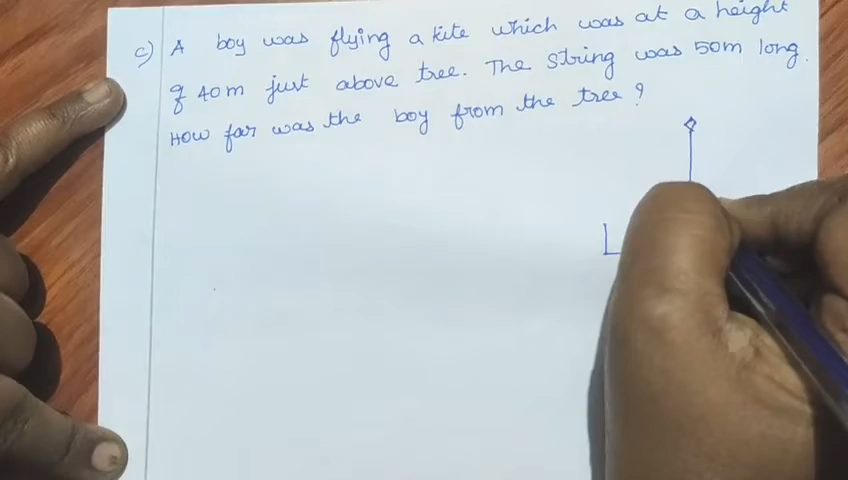 c) A boy was flying a kite which was at a height
of 40m just above tree. The string was 50m long.
How far was the boy from the tree?